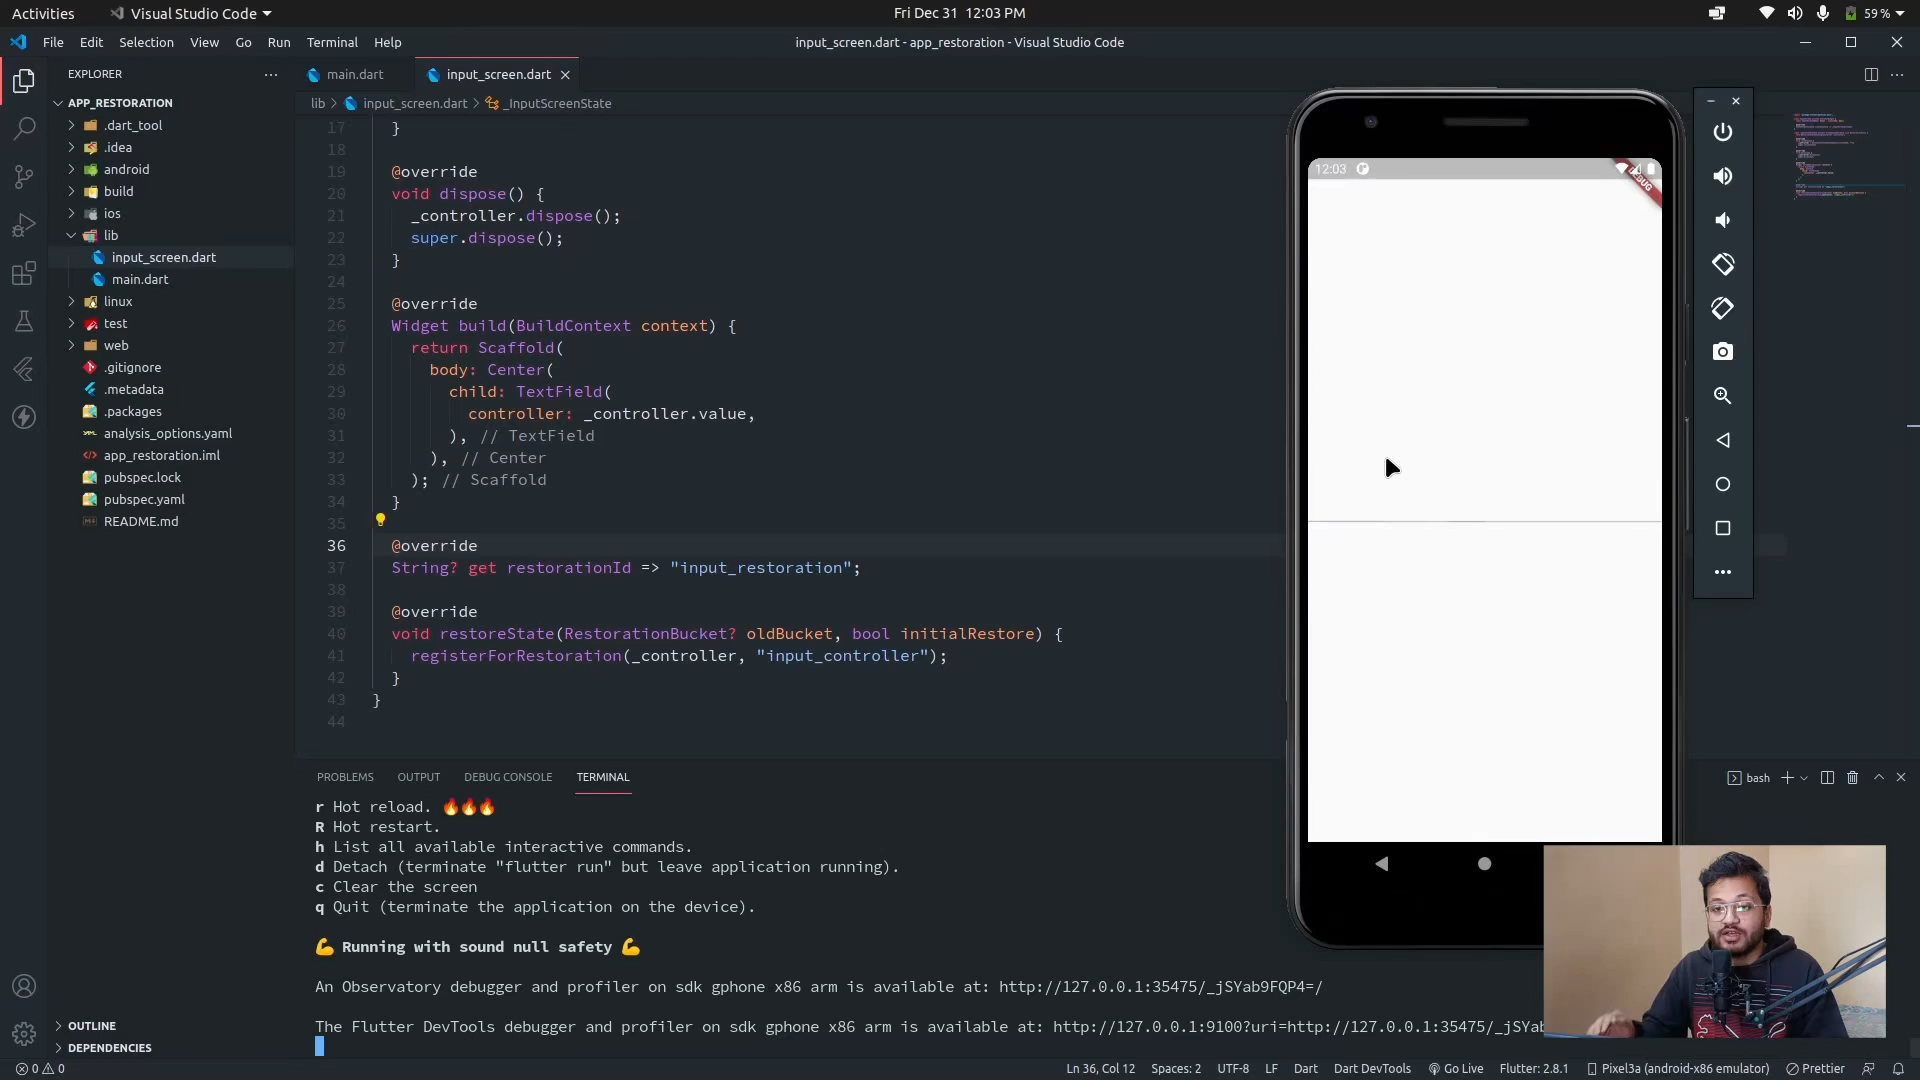 Activities
Visual Studio Code
Fri Dec 31 12:03 PM
59 %
File Edit Selection View Go Run Terminal Help
input_screen.dart - app_restoration - Visual Studio Code
EXPLORER
main.dart
input_screen.dart
APP_RESTORATION
lib > input_screen.dart > _InputScreenState
.dart_tool
.idea
android
build
ios
lib
input_screen.dart
main.dart
linux
test
web
.gitignore
.metadata
.packages
analysis_options.yaml
app_restoration.iml
pubspec.lock
pubspec.yaml
README.md
OUTLINE
DEPENDENCIES
17 }
18
19 @override
20 void dispose() {
21 _controller.dispose();
22 super.dispose();
23 }
24
25 @override
26 Widget build(BuildContext context) {
27 return Scaffold(
28 body: Center(
29 child: TextField(
30 controller: _controller.value,
31 ), // TextField
32 ), // Center
33 ); // Scaffold
34 }
35
36 @override
37 String? get restorationId => "input_restoration";
38
39 @override
40 void restoreState(RestorationBucket? oldBucket, bool initialRestore) {
41 registerForRestoration(_controller, "input_controller");
42 }
43 }
44
12:03
DEBUG
PROBLEMS OUTPUT DEBUG CONSOLE TERMINAL
bash
r Hot reload. 🔥🔥🔥
R Hot restart.
h List all available interactive commands.
d Detach (terminate "flutter run" but leave application running).
c Clear the screen
q Quit (terminate the application on the device).
💪 Running with sound null safety 💪
An Observatory debugger and profiler on sdk gphone x86 arm is available at: http://127.0.0.1:35475/_jSYab9FQP4=/
The Flutter DevTools debugger and profiler on sdk gphone x86 arm is available at: http://127.0.0.1:9100?uri=http://127.0.0.1:35475/_jSYab
0 0
Ln 36, Col 12
Spaces: 2
UTF-8
LF
Dart
Dart DevTools
Go Live
Flutter: 2.8.1
Pixel3a (android-x86 emulator)
Prettier